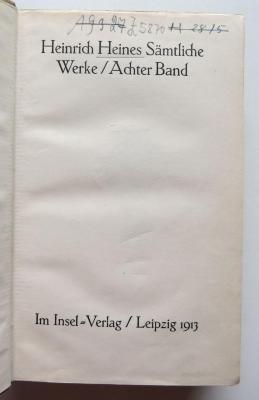 Heinrich Heines Sämtliche
Werke / Achter Band
Im Insel-Verlag / Leipzig 1913